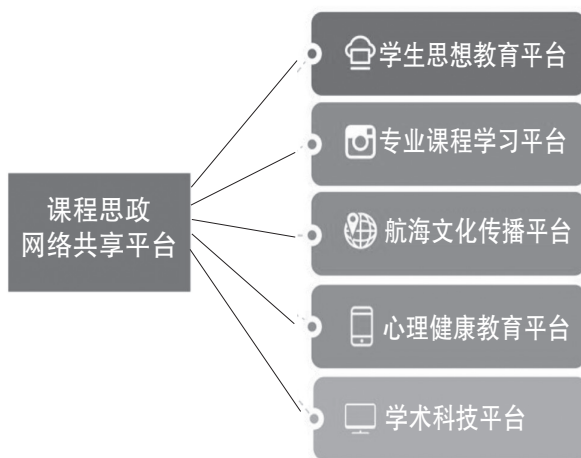 课程思政
网络共享平台
学生思想教育平台
专业课程学习平台
航海文化传播平台
心理健康教育平台
学术科技平台